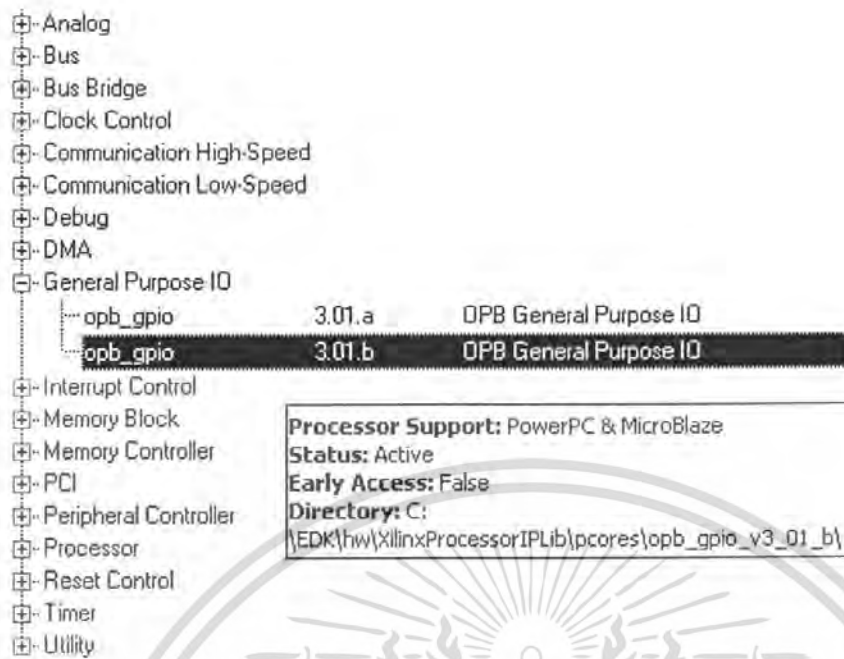 Analog
Bus
Bus Bridge
Clock Control
Communication High-Speed
Communication Low-Speed
Debug
DMA
General Purpose IO
opb_gpio 3.01.a OPB General Purpose IO
opb_gpio 3.01.b OPB General Purpose IO
Interrupt Control
Memory Block
Memory Controller
PCI
Peripheral Controller
Processor
Reset Control
Timer
Utility
Processor Support: PowerPC & MicroBlaze
Status: Active
Early Access: False
Directory: C:
\EDK\hw\XilinxProcessorIPLib\pcores\opb_gpio_v3_01_b\